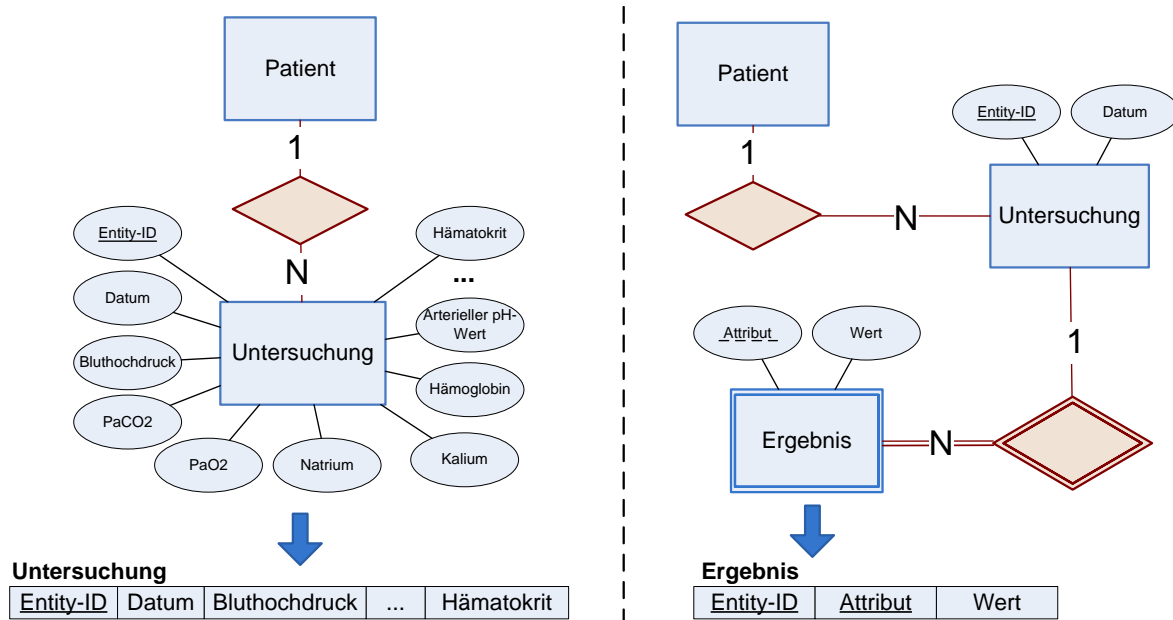 Patient
1
N
Entity-ID
Hämatokrit
...
Datum
Arterieller pH-
Wert
Bluthochdruck
Untersuchung
Hämoglobin
PaCO2
PaO2
Natrium
Kalium
Untersuchung
Entity-ID Datum Bluthochdruck ... Hämatokrit
Patient
1
N
Entity-ID
Datum
Untersuchung
1
Attribut
Wert
Ergebnis
N
Ergebnis
Entity-ID Attribut Wert